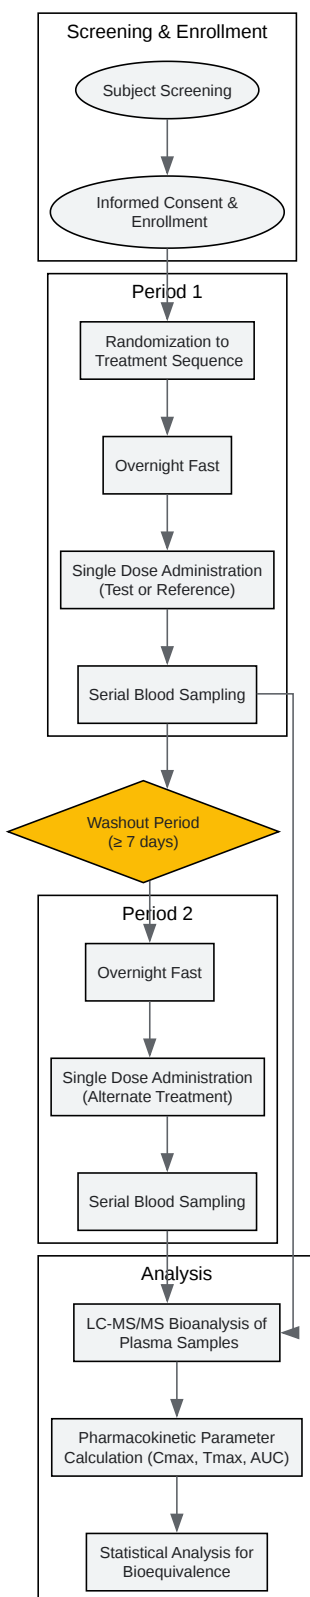 Screening & Enrollment
Subject Screening
Informed Consent &
Enrollment
Period 1
Randomization to
Treatment Sequence
Overnight Fast
Single Dose Administration
(Test or Reference)
Serial Blood Sampling
Washout Period
(≥ 7 days)
Period 2
Overnight Fast
Single Dose Administration
(Alternate Treatment)
Serial Blood Sampling
Analysis
LC-MS/MS Bioanalysis of
Plasma Samples
Pharmacokinetic Parameter
Calculation (Cmax, Tmax, AUC)
Statistical Analysis for
Bioequivalence